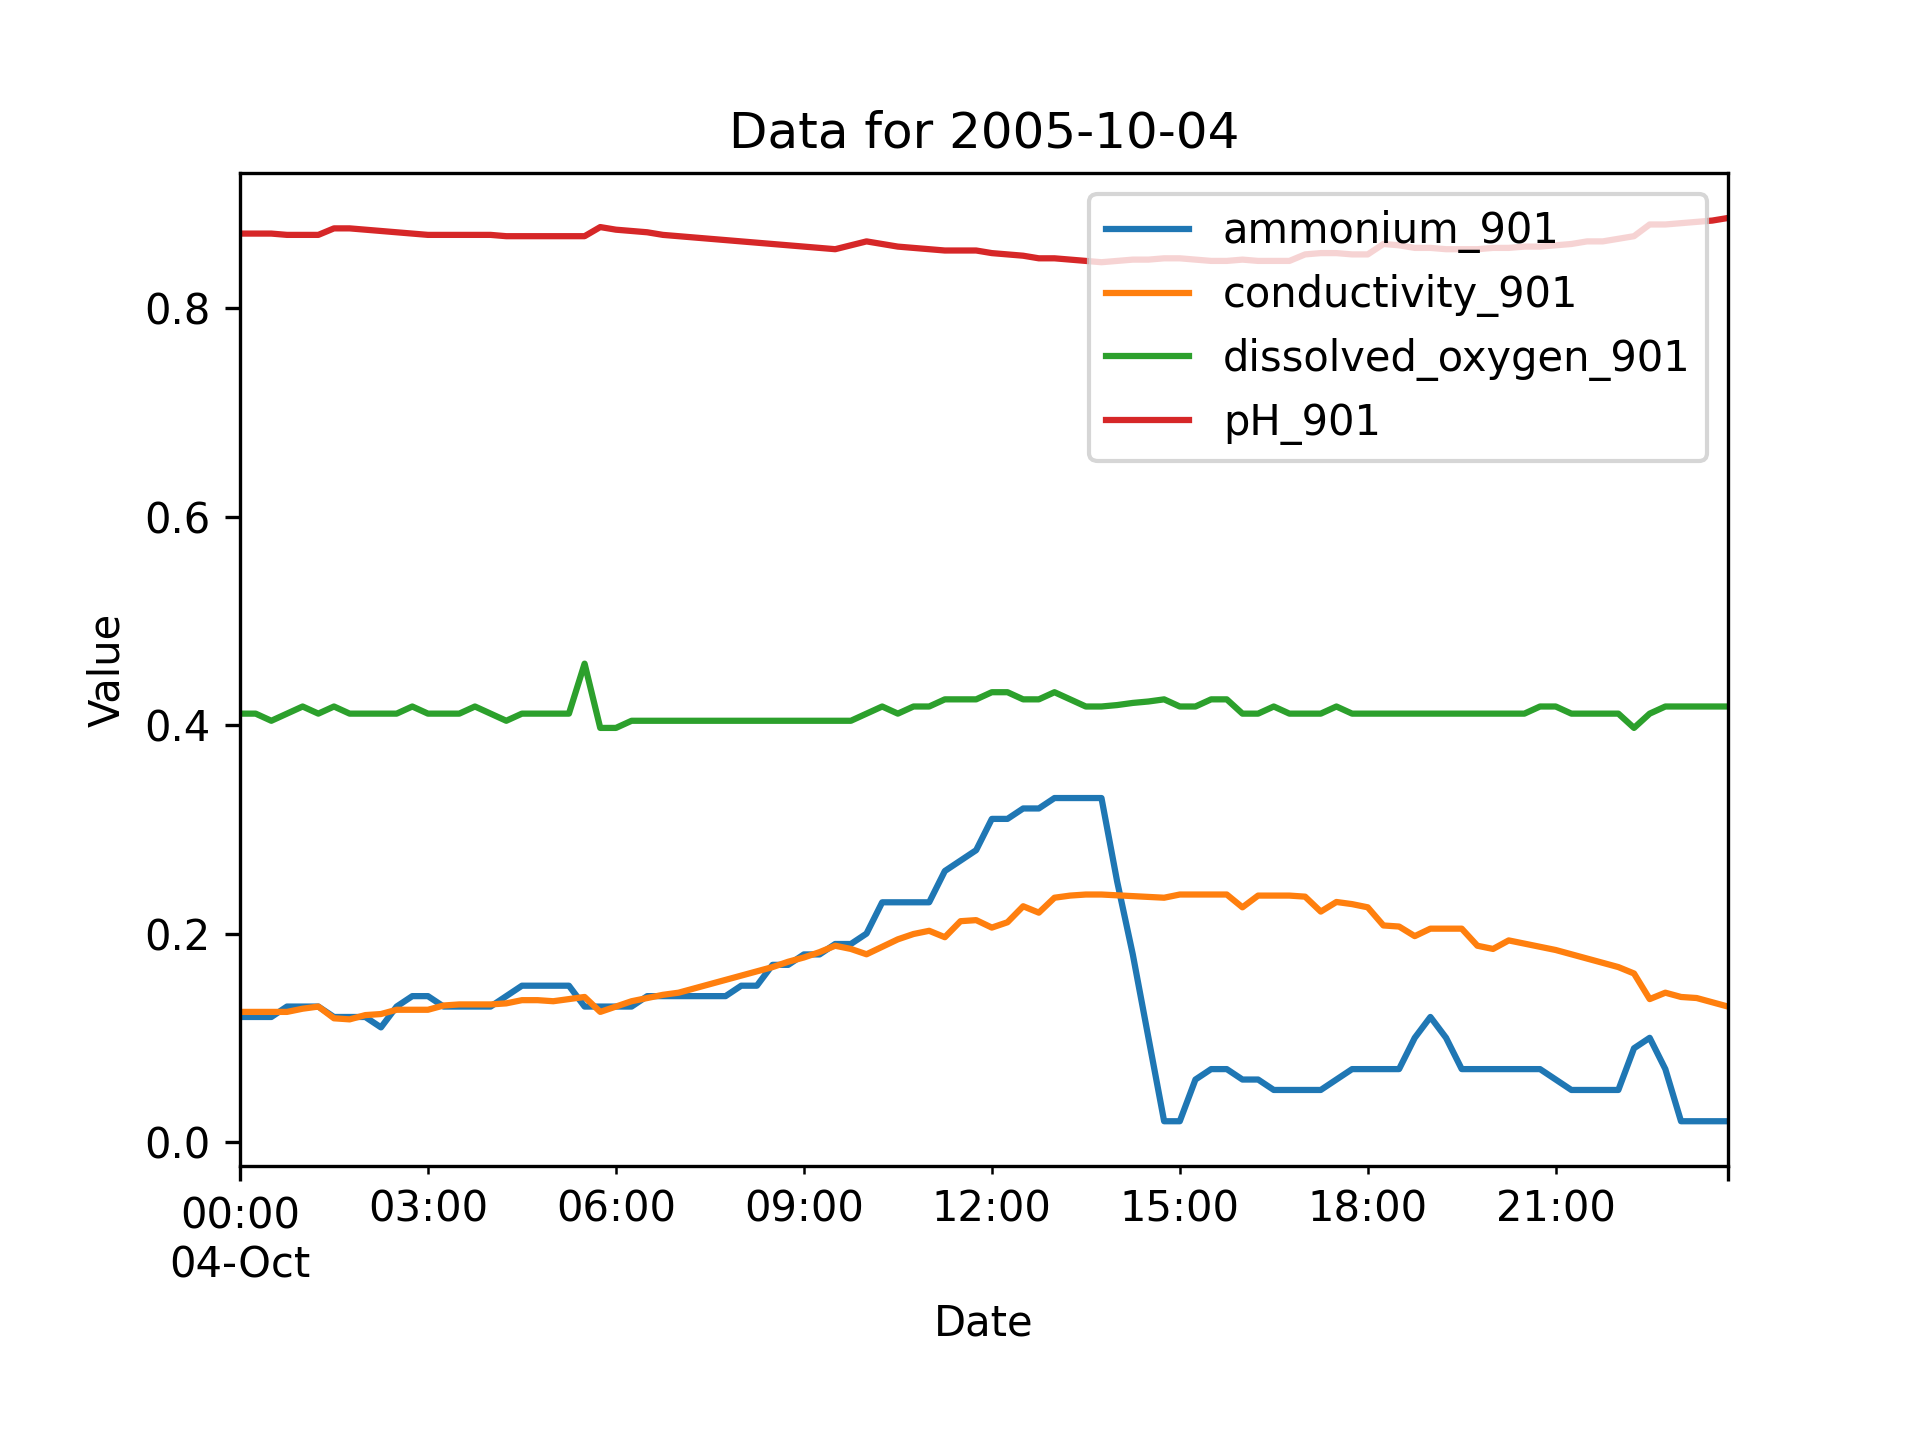 Data for 2005-10-04
ammonium_901
conductivity_901
dissolved_oxygen_901
pH_901
0.8
0.6
0.4
0.2
0.0
Value
00:00 03:00 06:00 09:00 12:00 15:00 18:00 21:00
04-Oct
Date